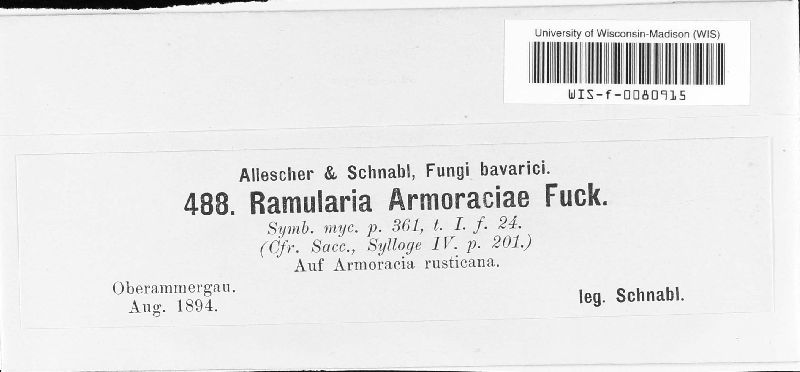 University of Wisconsin-Madison (WIS)
WIS-f-0080915
Allescher & Schnabl, Fungi bavarici.
488. Ramularia Armoraciae Fuck.
Symb. myc. p. 361, t. I. f. 24.
(Cfr. Sacc., Sylloge IV. p. 201.)
Auf Armoracia rusticana.
Oberammergau.
Aug. 1894.
leg. Schnabl.